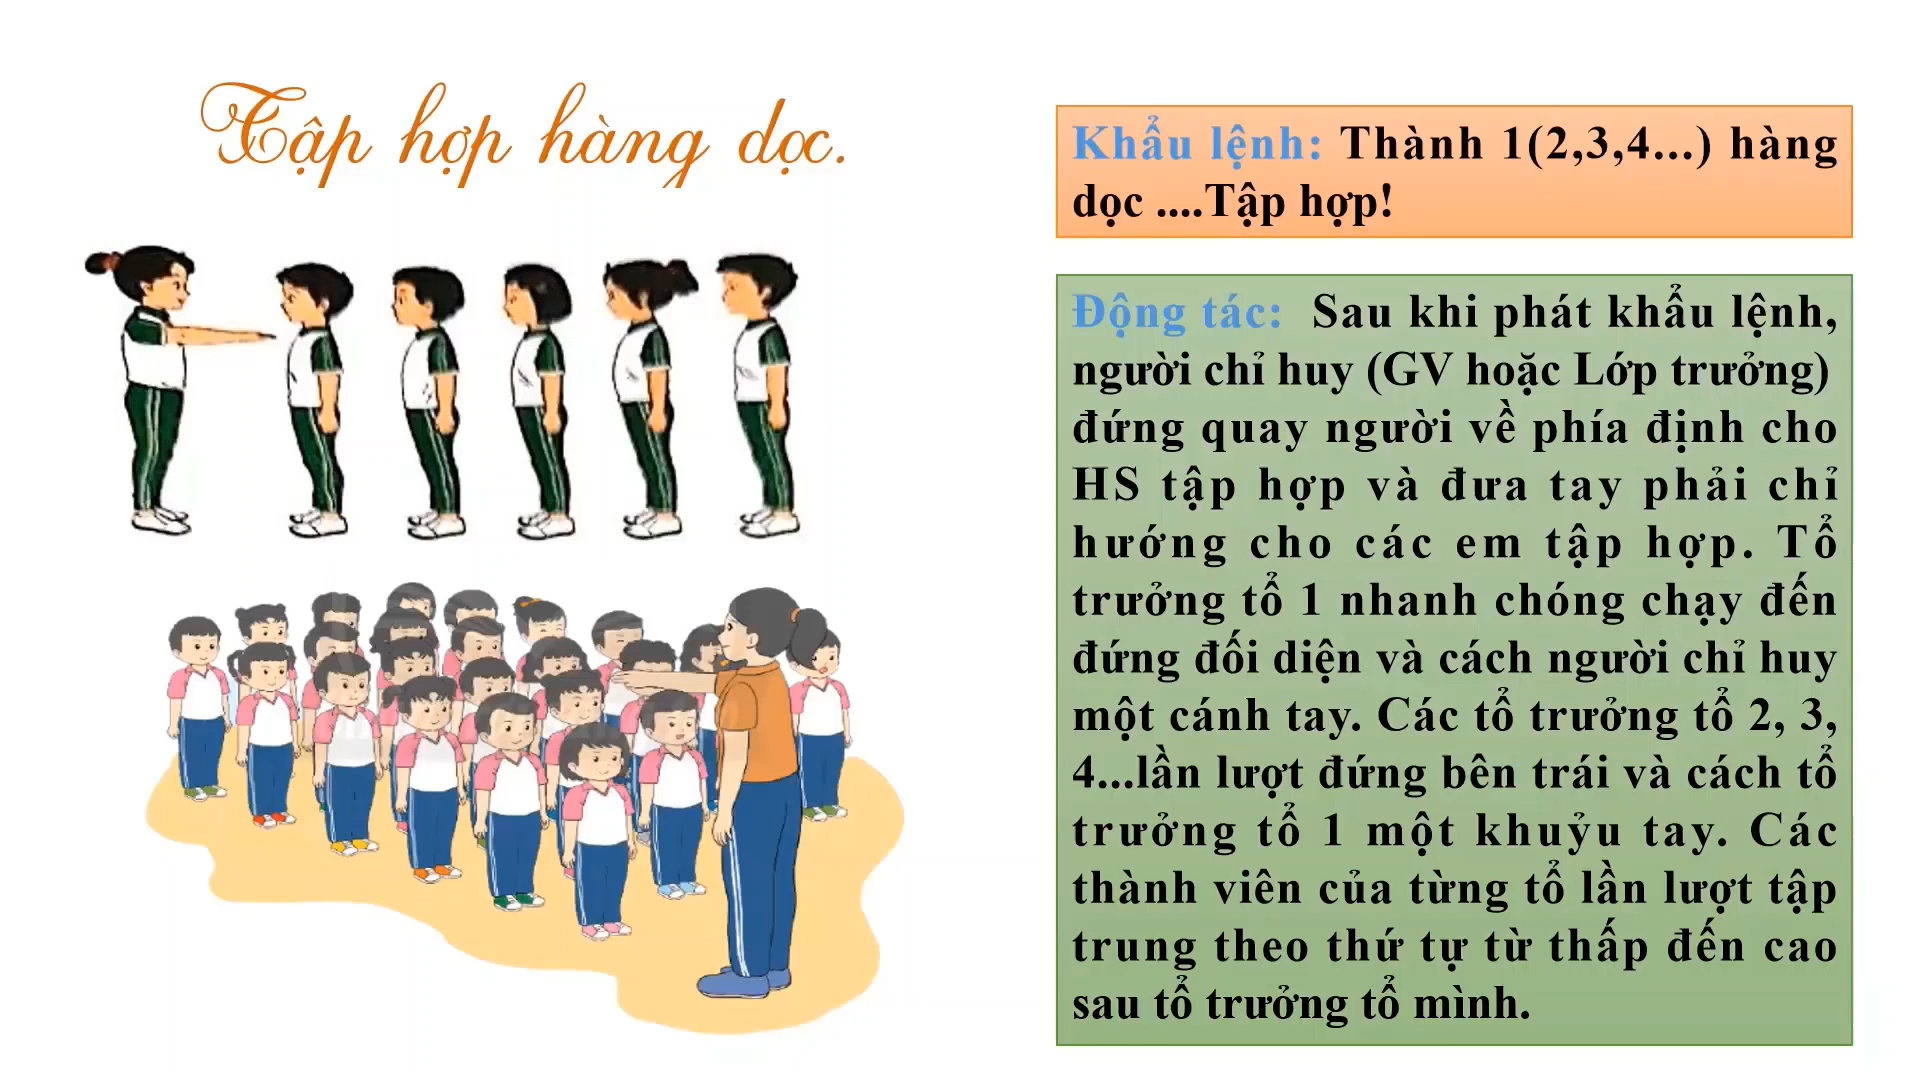 Tập hợp hàng dọc.
Khẩu lệnh: Thành 1(2,3,4...) hàng
dọc ....Tập hợp!
Động tác: Sau khi phát khẩu lệnh,
người chỉ huy (GV hoặc Lớp trưởng)
đứng quay người về phía định cho
HS tập hợp và đưa tay phải chỉ
hướng cho các em tập hợp. Tổ
trưởng tổ 1 nhanh chóng chạy đến
đứng đối diện và cách người chỉ huy
một cánh tay. Các tổ trưởng tổ 2, 3,
4...lần lượt đứng bên trái và cách tổ
trưởng tổ 1 một khuỷu tay. Các
thành viên của từng tổ lần lượt tập
trung theo thứ tự từ thấp đến cao
sau tổ trưởng tổ mình.